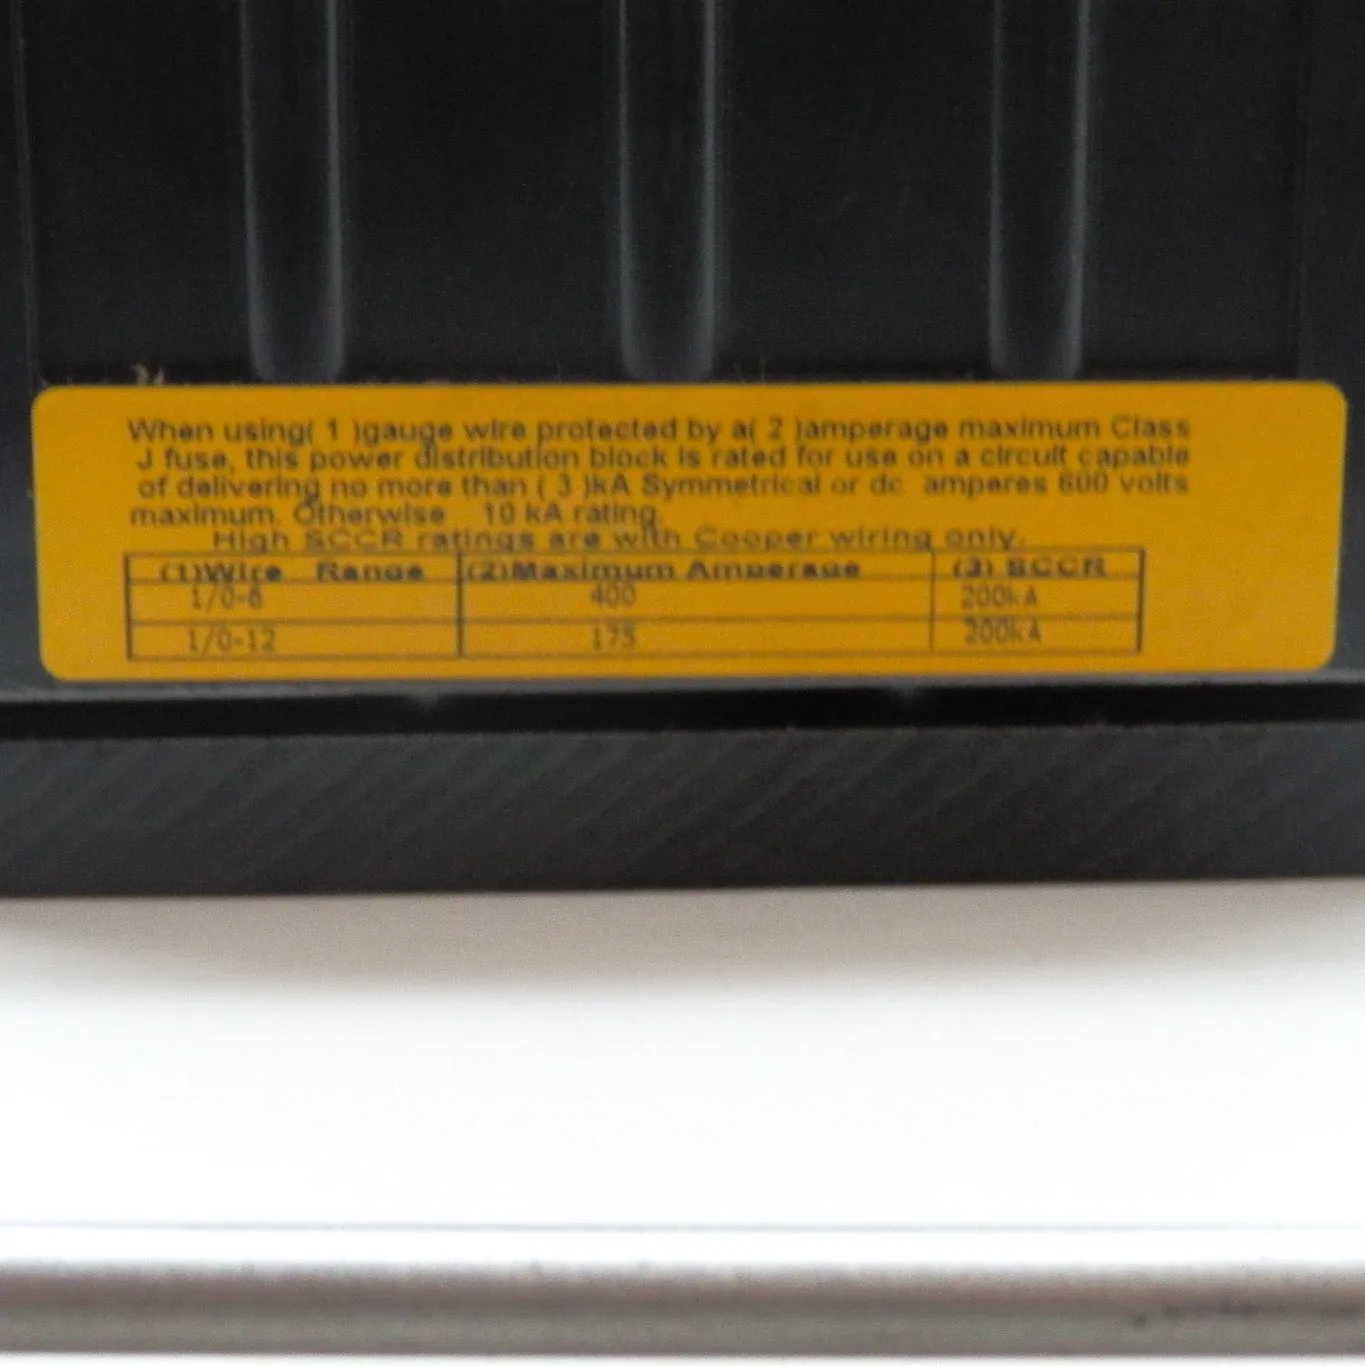 When using( 1 )gauge wire protected by a( 2 )amperage maximum Class
J fuse, this power distribution block is rated for use on a circuit capable
of delivering no more than ( 3 )kA Symmetrical or dc amperes 600 volts
maximum. Otherwise 10 kA rating.
High SCCR ratings are with Cooper wiring only.
(1)Wire Range (2)Maximum Amperage (3) SCCR
1/0-6 400 200kA
1/0-12 175 200kA